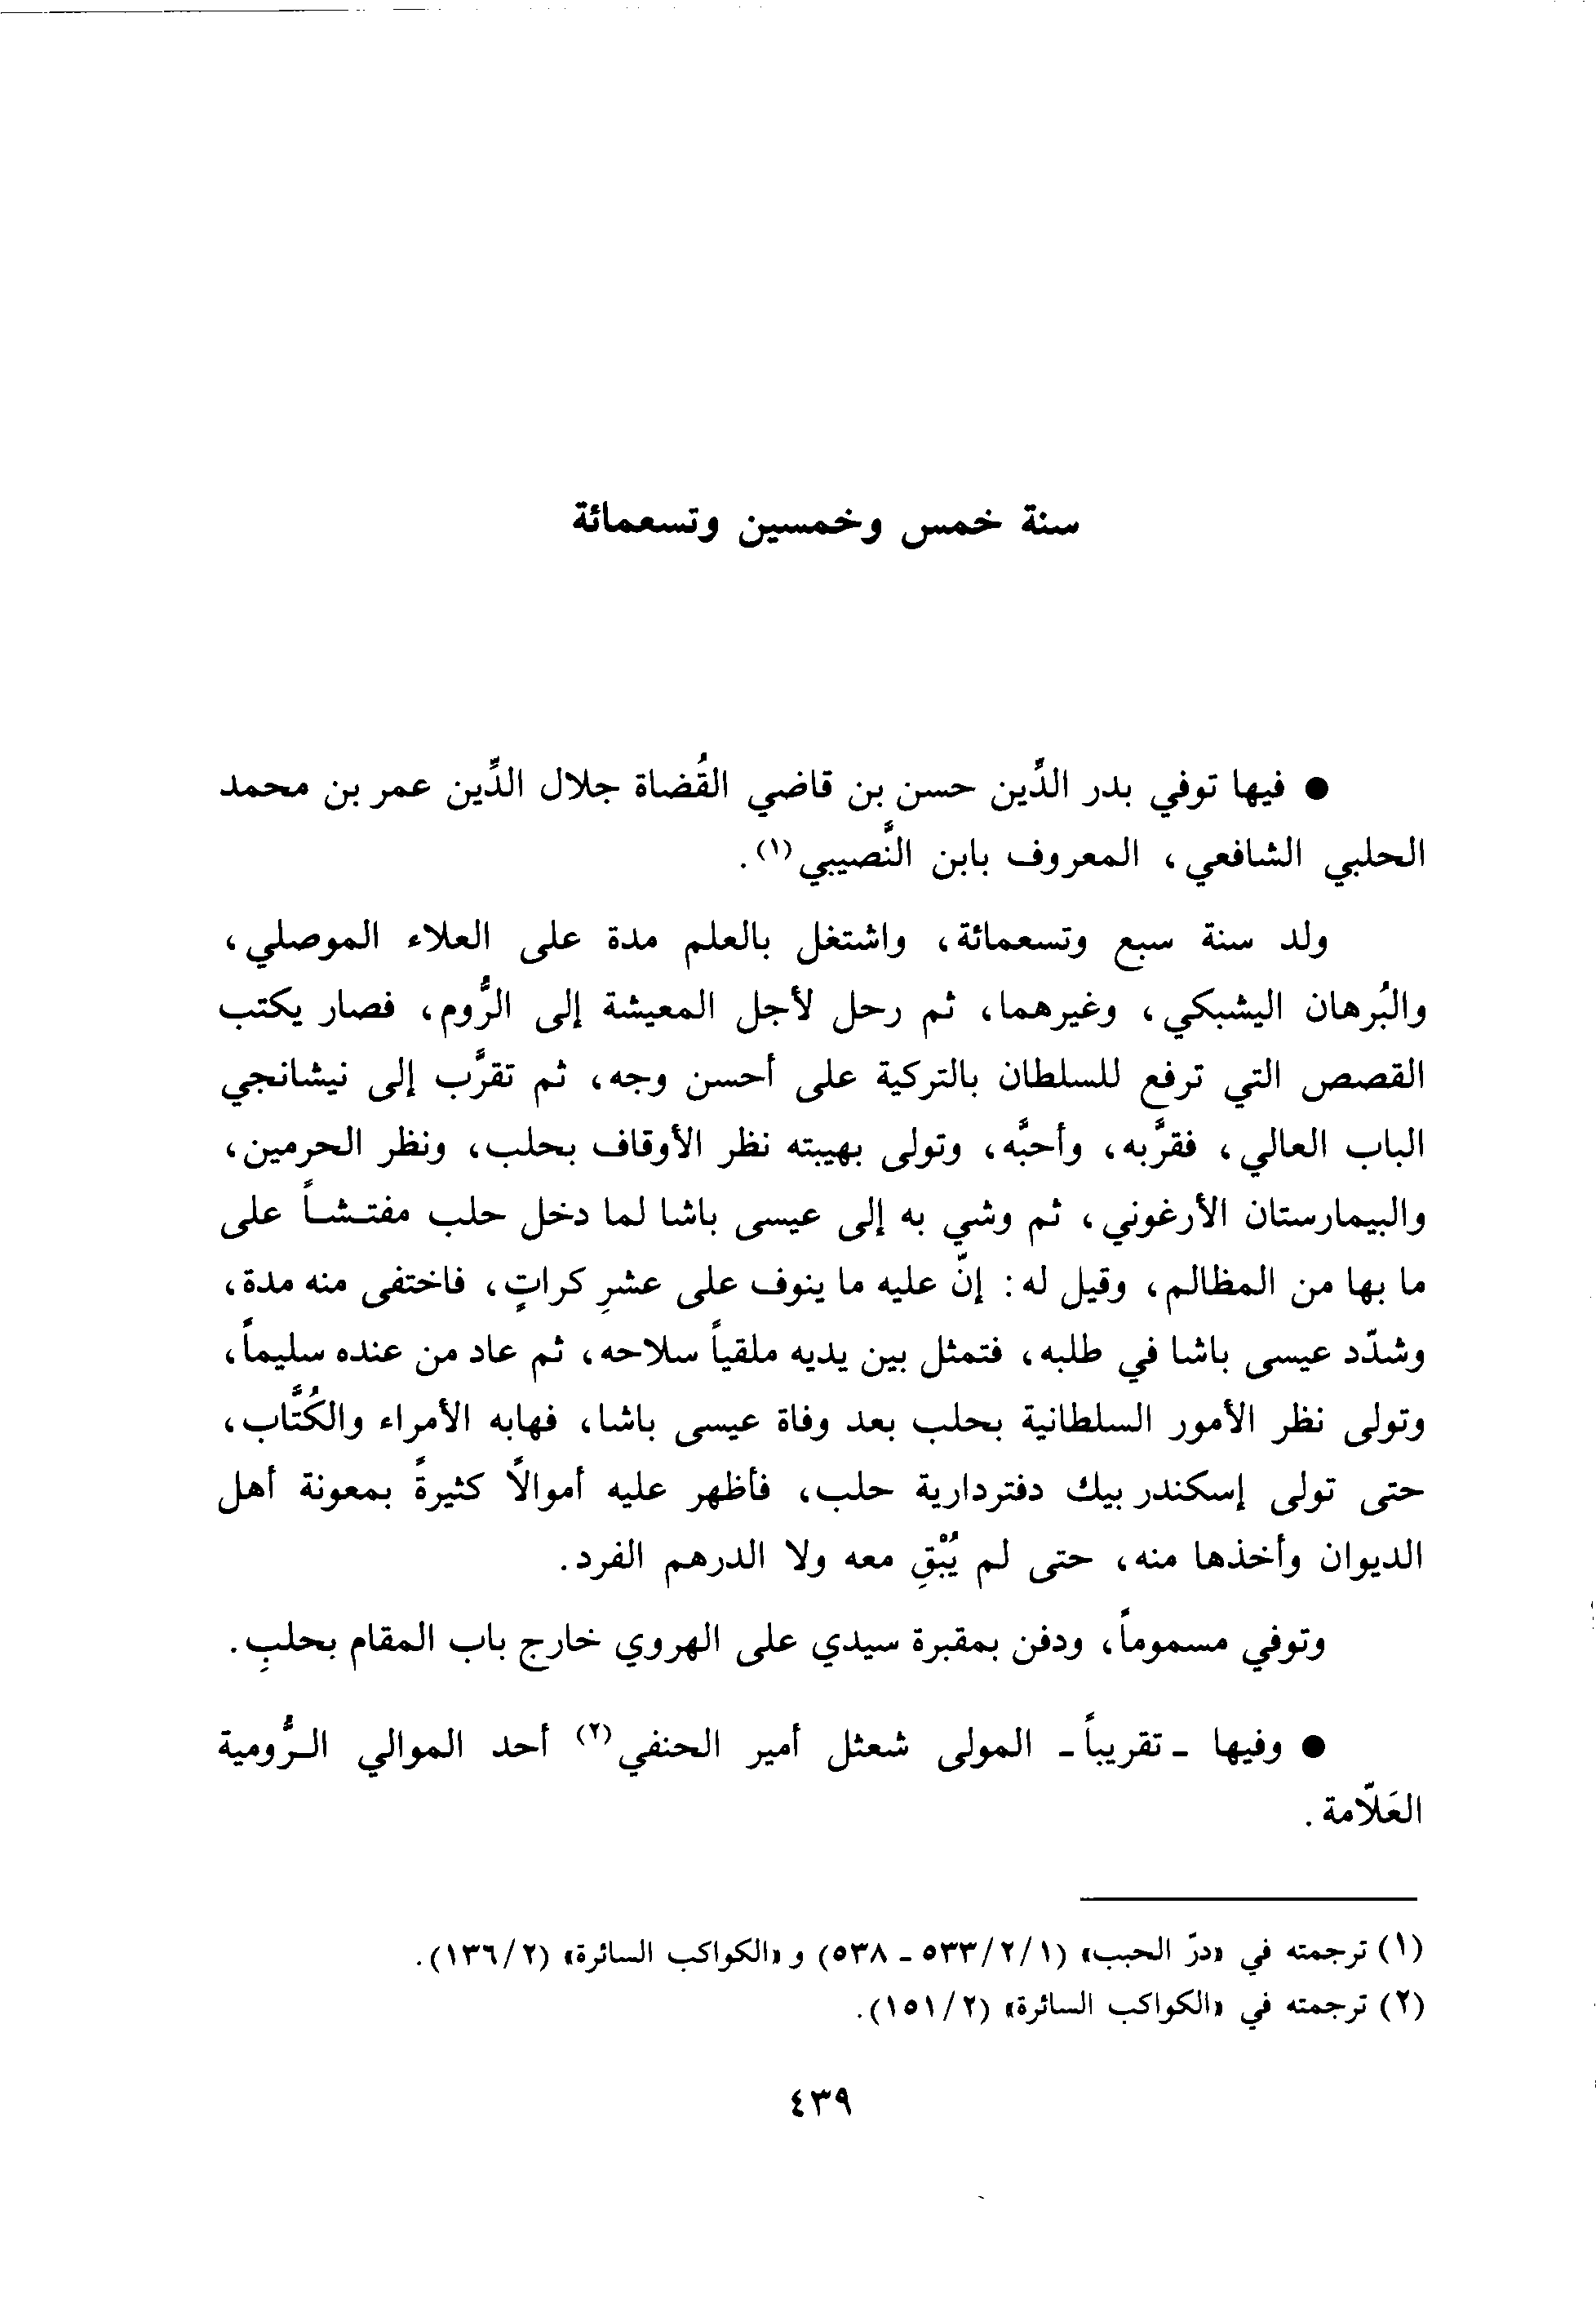 سنة خمس وخمسين وتسعمائة
● فيها توفي بدر الدِّين حسن بن قاضي القُضاة جلال الدِّين عمر بن محمد
الحلبي الشافعي، المعروف بابن النَّصيبي(١).
ولد سنة سبع وتسعمائة، واشتغل بالعلم مدة على العلاء الموصلي،
والبُرهان اليشبكي، وغيرهما، ثم رحل لأجل المعيشة إلى الرُّوم، فصار يكتب
القصص التي ترفع للسلطان بالتركية على أحسن وجه، ثم تقرَّب إلى نيشانجي
الباب العالي، فقرَّبه، وأحبَّه، وتولى بهيبته نظر الأوقاف بحلب، ونظر الحرمين،
والبيمارستان الأرغوني، ثم وشي به إلى عيسى باشا لما دخل حلب مفتشاً على
ما بها من المظالم، وقيل له: إنّ عليه ما ينوف على عشرِ كراتٍ، فاختفى منه مدة،
وشدّد عيسى باشا في طلبه، فتمثل بين يديه ملقياً سلاحه، ثم عاد من عنده سليماً،
وتولى نظر الأمور السلطانية بحلب بعد وفاة عيسى باشا، فهابه الأمراء والكُتَّاب،
حتى تولى إسكندر بيك دفتردارية حلب، فأظهر عليه أموالاً كثيرةً بمعونة أهل
الديوان وأخذها منه، حتى لم يُبْقِ معه ولا الدرهم الفرد.
وتوفي مسموماً، ودفن بمقبرة سيدي على الهروي خارج باب المقام بحلبِ.
● وفيها ـ تقريباً ـ المولى شعثل أمير الحنفي(٢) أحد الموالي الرُّومية
العَلّامة.
(١) ترجمته في «درّ الحبب» (٥٣٣/٢/١ ـ ٥٣٨) و «الكواكب السائرة» (١٣٦/٢).
(٢) ترجمته في «الكواكب السائرة» (١٥١/٢).
٤٣٩